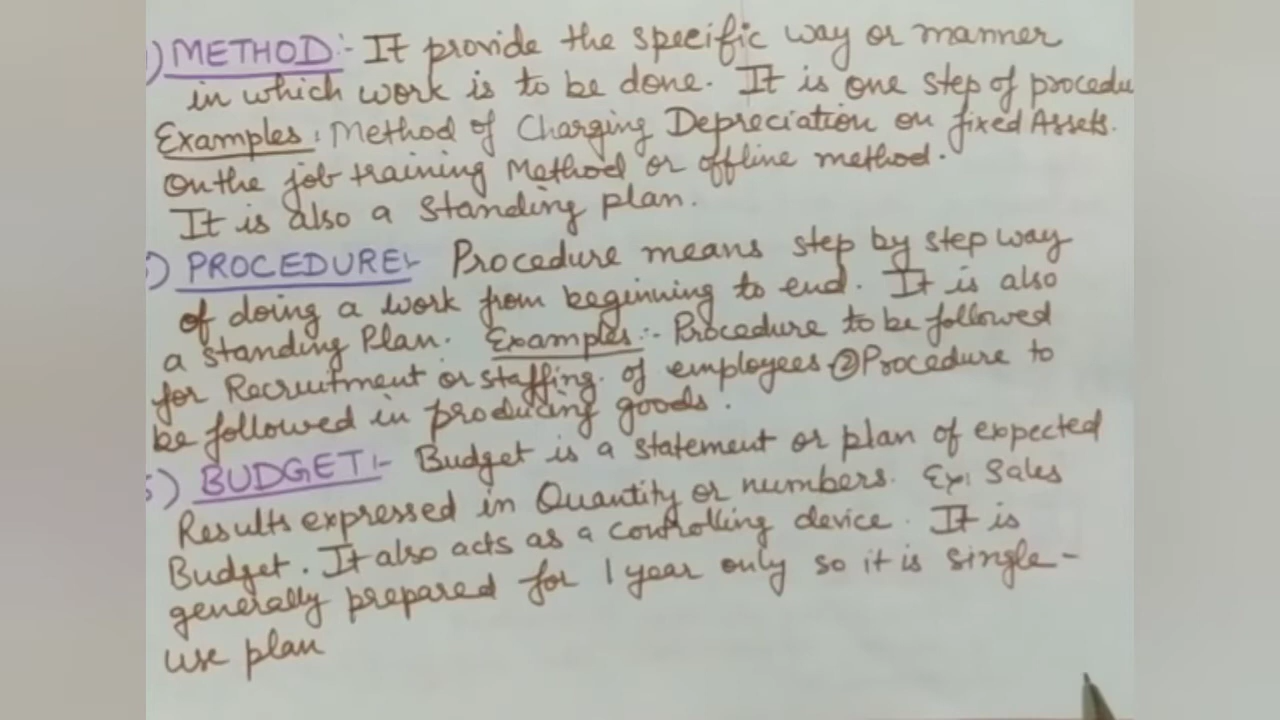 ) METHOD:- It provide the specific way or manner
in which work is to be done. It is one step of procedu
Examples: Method of Charging Depreciation on fixed Assets.
On the job training Method or offline method.
It is also a standing plan.
) PROCEDURE:- Procedure means step by step way
of doing a work from beginning to end. It is also
a standing Plan. Examples:- Procedure to be followed
for Recruitment or staffing of employees ② Procedure to
be followed in producing goods.
) BUDGET:- Budget is a statement or plan of expected
Results expressed in Quantity or numbers. Ex: Sales
Budget. It also acts as a controlling device. It is
generally prepared for 1 year only so it is single-
use plan